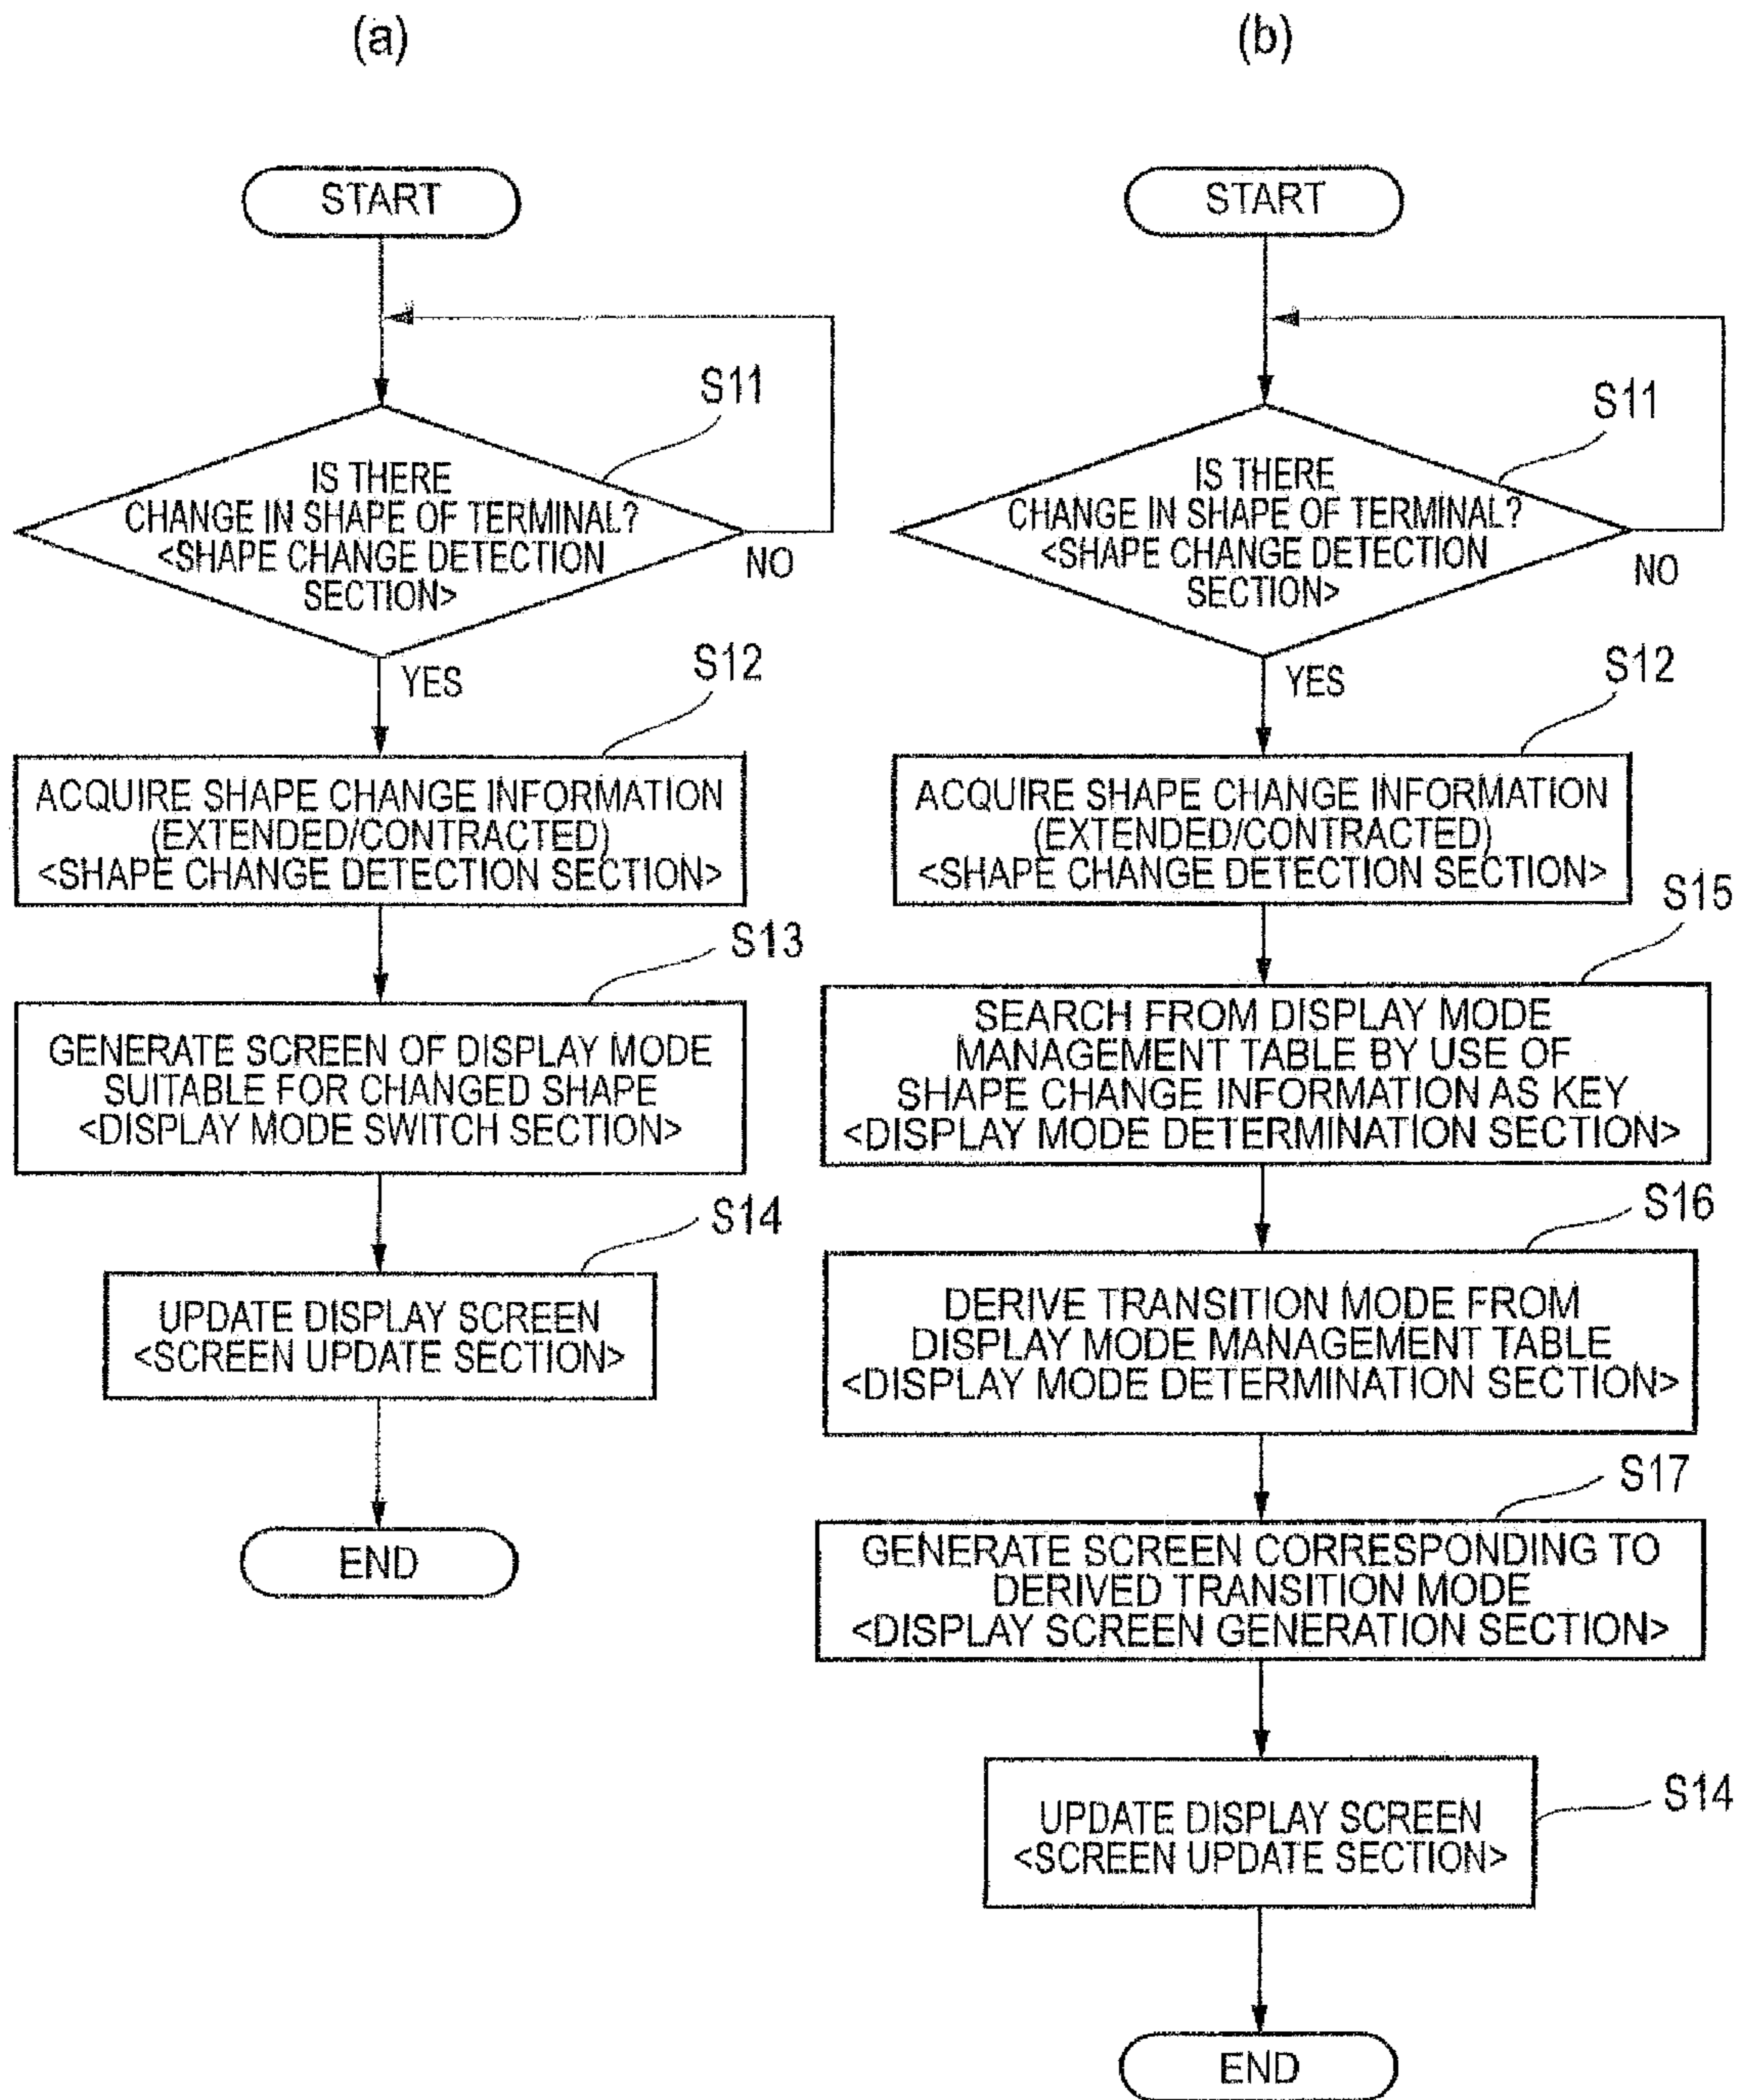 (a)
START
S11
IS THERE
CHANGE IN SHAPE OF TERMINAL?
<SHAPE CHANGE DETECTION
SECTION>
NO
YES
S12
ACQUIRE SHAPE CHANGE INFORMATION
(EXTENDED/CONTRACTED)
<SHAPE CHANGE DETECTION SECTION>
S13
GENERATE SCREEN OF DISPLAY MODE
SUITABLE FOR CHANGED SHAPE
<DISPLAY MODE SWITCH SECTION>
S14
UPDATE DISPLAY SCREEN
<SCREEN UPDATE SECTION>
END
(b)
START
S11
IS THERE
CHANGE IN SHAPE OF TERMINAL?
<SHAPE CHANGE DETECTION
SECTION>
NO
YES
S12
ACQUIRE SHAPE CHANGE INFORMATION
(EXTENDED/CONTRACTED)
<SHAPE CHANGE DETECTION SECTION>
S15
SEARCH FROM DISPLAY MODE
MANAGEMENT TABLE BY USE OF
SHAPE CHANGE INFORMATION AS KEY
<DISPLAY MODE DETERMINATION SECTION>
S16
DERIVE TRANSITION MODE FROM
DISPLAY MODE MANAGEMENT TABLE
<DISPLAY MODE DETERMINATION SECTION>
S17
GENERATE SCREEN CORRESPONDING TO
DERIVED TRANSITION MODE
<DISPLAY SCREEN GENERATION SECTION>
S14
UPDATE DISPLAY SCREEN
<SCREEN UPDATE SECTION>
END